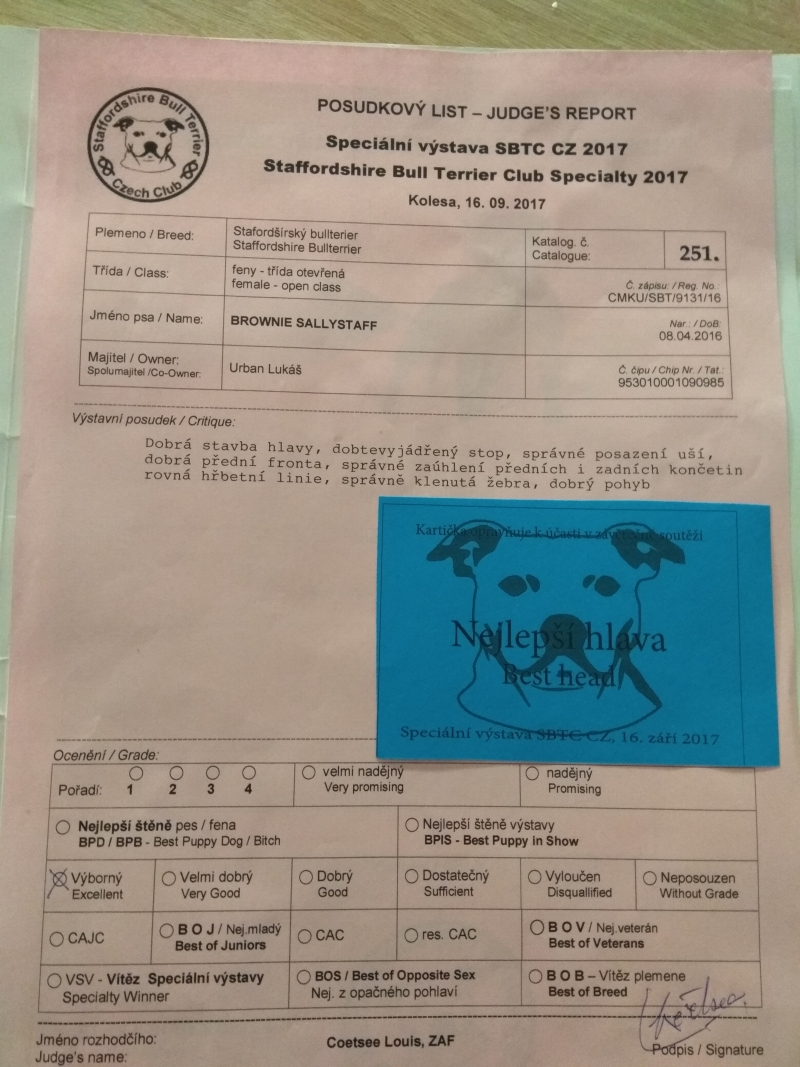 Staffordshire Bull Terrier
Czech Club
POSUDKOVÝ LIST – JUDGE'S REPORT
Speciální výstava SBTC CZ 2017
Staffordshire Bull Terrier Club Specialty 2017
Kolesa, 16. 09. 2017
Plemeno / Breed:
Stafordšírský bullterier
Staffordshire Bullterrier
Katalog. č.
Catalogue:
251.
Třída / Class:
feny - třída otevřená
female - open class
Č. zápisu: / Reg. No.:
CMKU/SBT/9131/16
Jméno psa / Name:
BROWNIE SALLYSTAFF
Nar.: / DoB:
08.04.2016
Majitel / Owner:
Spolumajitel /Co-Owner:
Urban Lukáš
Č. čipu / Chip Nr. / Tat.:
953010001090985
Výstavní posudek / Critique:
Dobrá stavba hlavy, dobtevyjádřený stop, správné posazení uší,
dobrá přední fronta, správné zaúhlení předních i zadních končetin
rovná hřbetní linie, správně klenutá žebra, dobrý pohyb
Kartička opravňuje k účasti v závěrečné soutěži
Nejlepší hlava
Best head
Speciální výstava SBTC CZ, 16. září 2017
Ocenění / Grade:
Pořadí: 1 2 3 4
velmi nadějný
Very promising
nadějný
Promising
Nejlepší štěně pes / fena
BPD / BPB - Best Puppy Dog / Bitch
Nejlepší štěně výstavy
BPIS - Best Puppy in Show
Výborný
Excellent
Velmi dobrý
Very Good
Dobrý
Good
Dostatečný
Sufficient
Vyloučen
Disqualified
Neposouzen
Without Grade
CAJC
B O J / Nej.mladý
Best of Juniors
CAC
res. CAC
B O V / Nej.veterán
Best of Veterans
VSV - Vítěz Speciální výstavy
Specialty Winner
BOS / Best of Opposite Sex
Nej. z opačného pohlaví
B O B – Vítěz plemene
Best of Breed
Jméno rozhodčího:
Judge's name:
Coetsee Louis, ZAF
Podpis / Signature